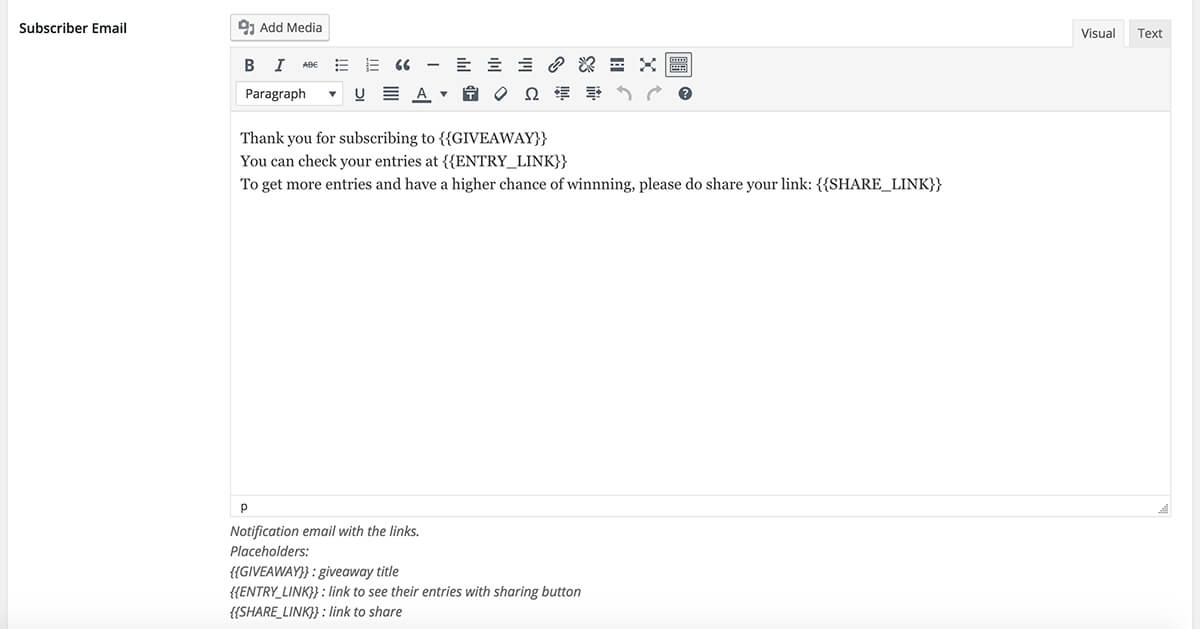 Subscriber Email
Add Media
Visual Text
B I ABC
Paragraph U A Ω
Thank you for subscribing to {{GIVEAWAY}}
You can check your entries at {{ENTRY_LINK}}
To get more entries and have a higher chance of winnning, please do share your link: {{SHARE_LINK}}
p
Notification email with the links.
Placeholders:
{{GIVEAWAY}} : giveaway title
{{ENTRY_LINK}} : link to see their entries with sharing button
{{SHARE_LINK}} : link to share